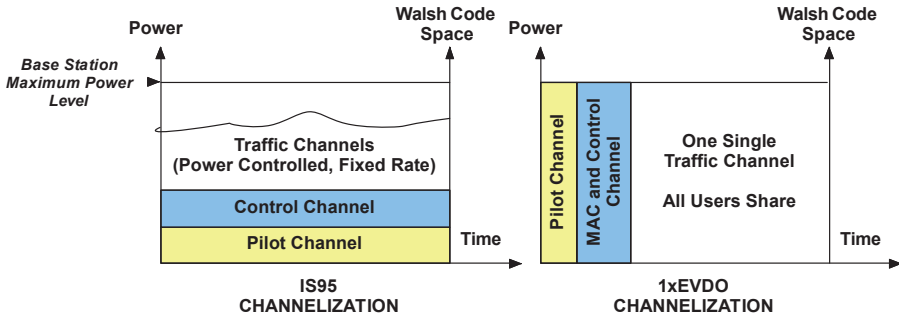 Power
Walsh Code
Space
Base Station
Maximum Power
Level
Traffic Channels
(Power Controlled, Fixed Rate)
Control Channel
Pilot Channel
Time
IS95
CHANNELIZATION
Power
Walsh Code
Space
Pilot Channel
MAC and Control
Channel
One Single
Traffic Channel
All Users Share
Time
1xEVDO
CHANNELIZATION